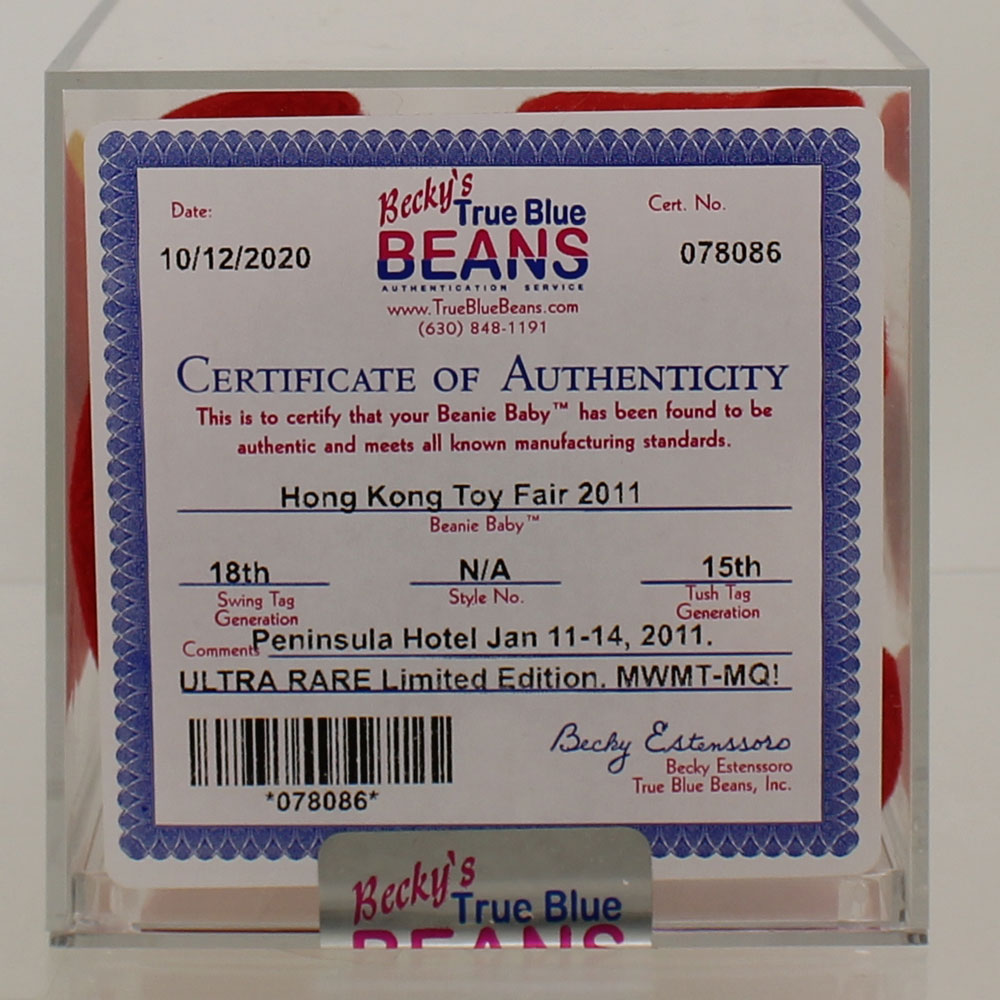 Becky's
True Blue
BEANS
AUTHENTICATION SERVICE
Date:
Cert. No.
10/12/2020
078086
www.TrueBlueBeans.com
(630) 848-1191
CERTIFICATE OF AUTHENTICITY
This is to certify that your Beanie Baby™ has been found to be
authentic and meets all known manufacturing standards.
Hong Kong Toy Fair 2011
Beanie Baby™
18th N/A 15th
Swing Tag Generation
Style No.
Tush Tag Generation
Comments Peninsula Hotel Jan 11-14, 2011.
ULTRA RARE Limited Edition. MWMT-MQ!
*078086*
Becky Estenssoro
Becky Estenssoro
True Blue Beans, Inc.
Becky's
True Blue
BEANS